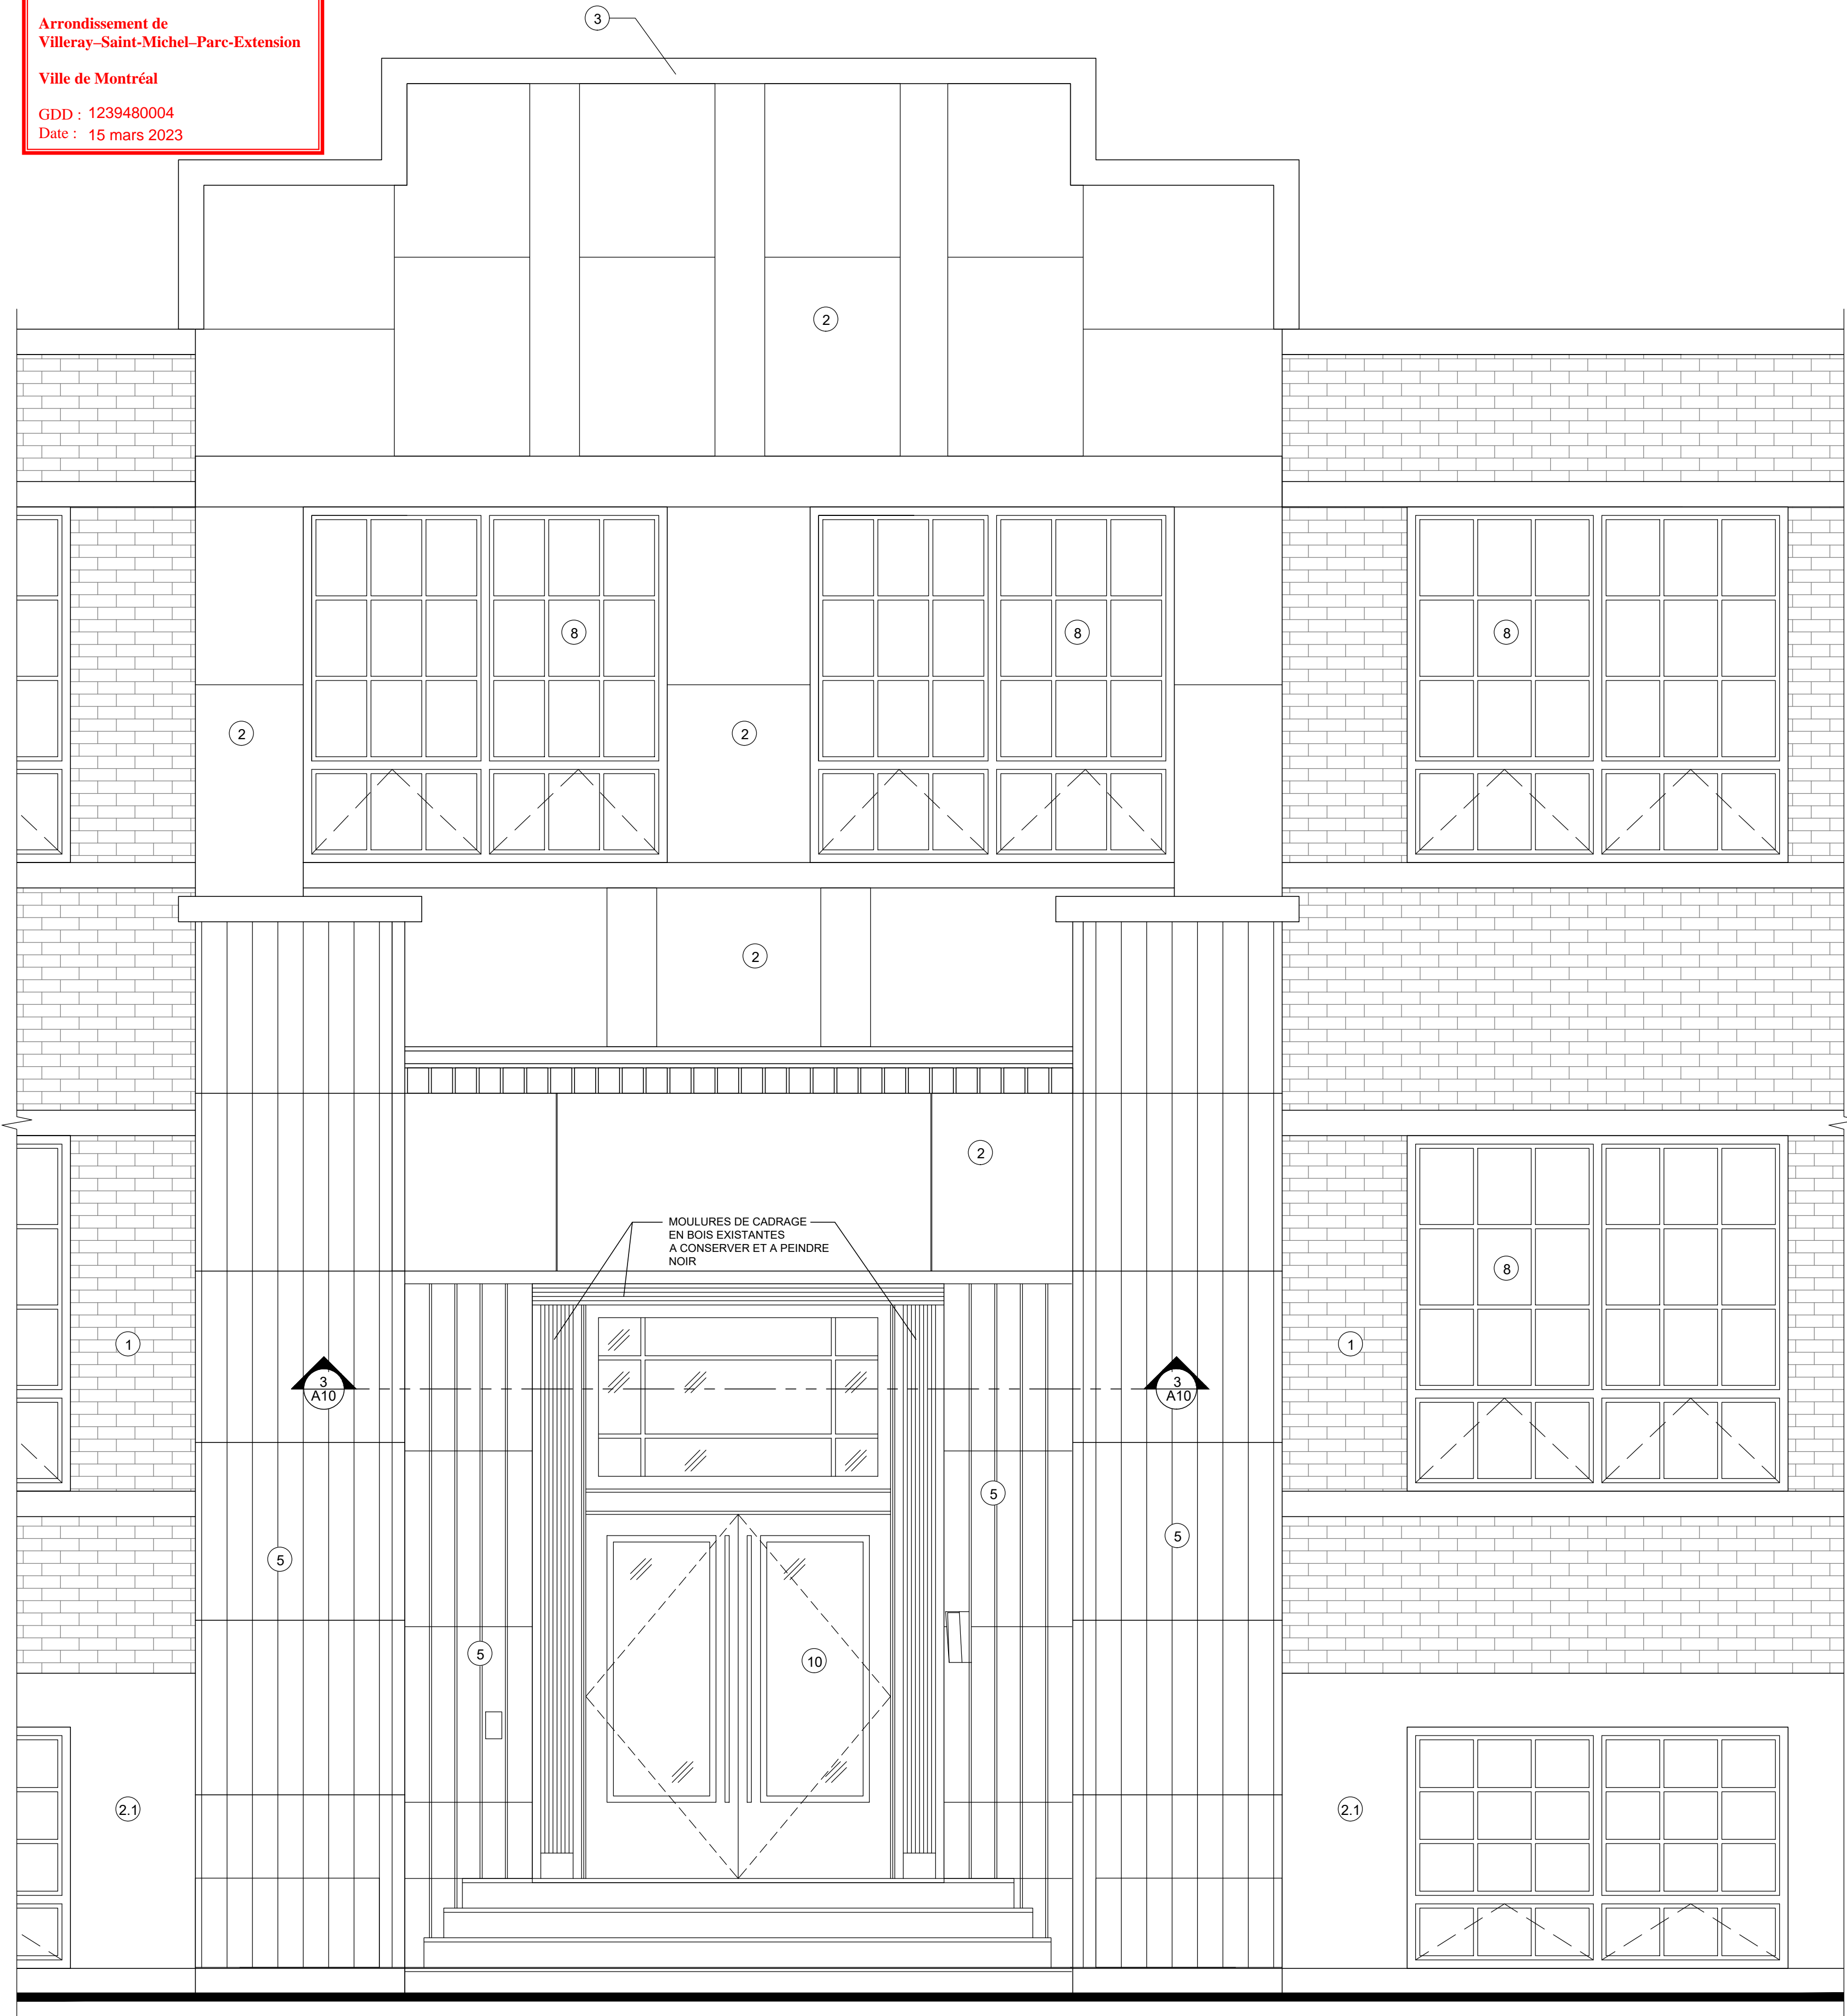 Arrondissement de
Villeray–Saint-Michel–Parc-Extension
Ville de Montréal
GDD : 1239480004
Date : 15 mars 2023
3
2
8
8
8
2
2
2
2
MOULURES DE CADRAGE
EN BOIS EXISTANTES
A CONSERVER ET A PEINDRE
NOIR
8
1
1
3
A10
3
A10
5
5
5
5
10
2.1
2.1